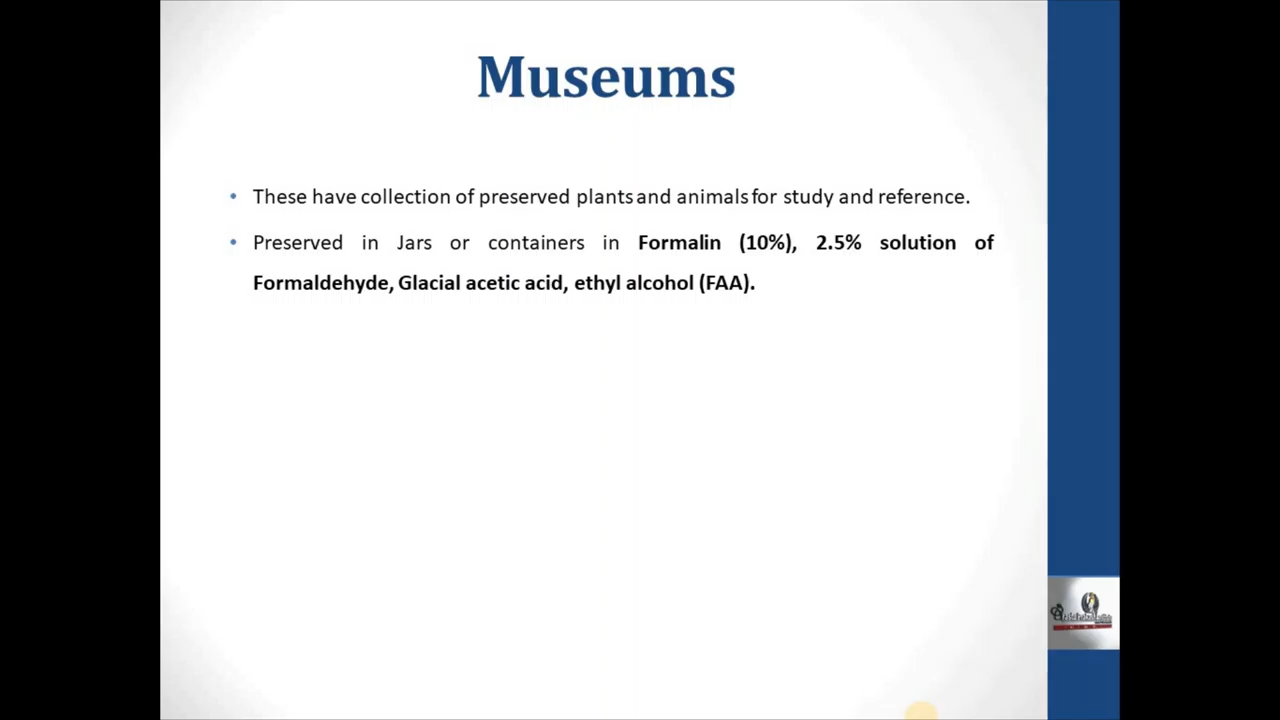 Museums
• These have collection of preserved plants and animals for study and reference.
• Preserved in Jars or containers in Formalin (10%), 2.5% solution of
Formaldehyde, Glacial acetic acid, ethyl alcohol (FAA).